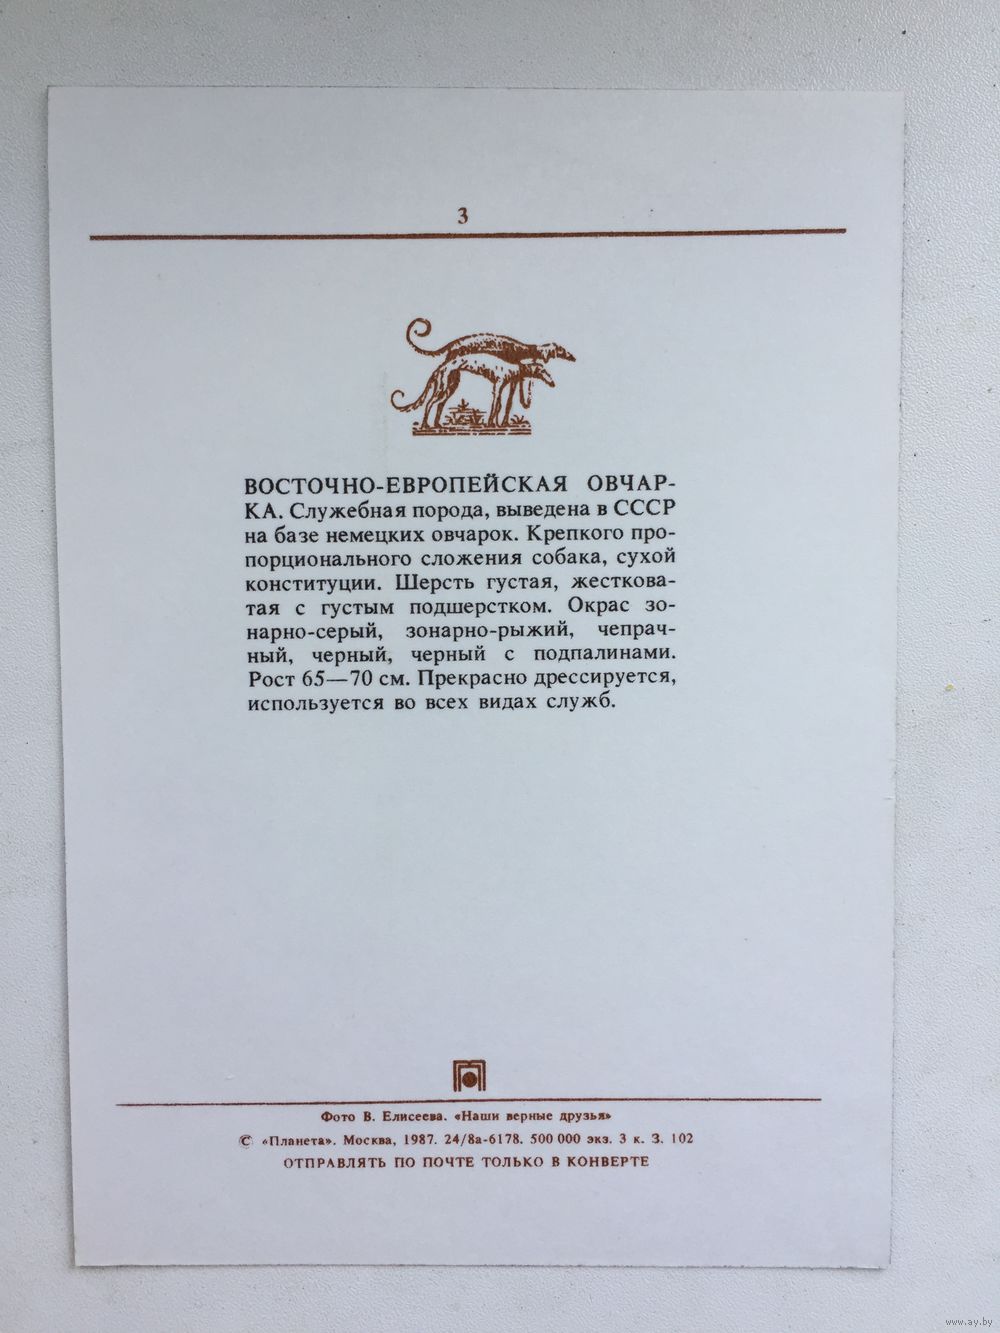 3
ВОСТОЧНО-ЕВРОПЕЙСКАЯ ОВЧАР-
КА. Служебная порода, выведена в СССР
на базе немецких овчарок. Крепкого про-
порционального сложения собака, сухой
конституции. Шерсть густая, жесткова-
тая с густым подшерстком. Окрас зо-
нарно-серый, зонарно-рыжий, чепрач-
ный, черный, черный с подпалинами.
Рост 65—70 см. Прекрасно дрессируется,
используется во всех видах служб.
Фото В. Елисеева. «Наши верные друзья»
© «Планета». Москва, 1987. 24/8а-6178. 500 000 экз. 3 к. З. 102
ОТПРАВЛЯТЬ ПО ПОЧТЕ ТОЛЬКО В КОНВЕРТЕ
www.ay.by